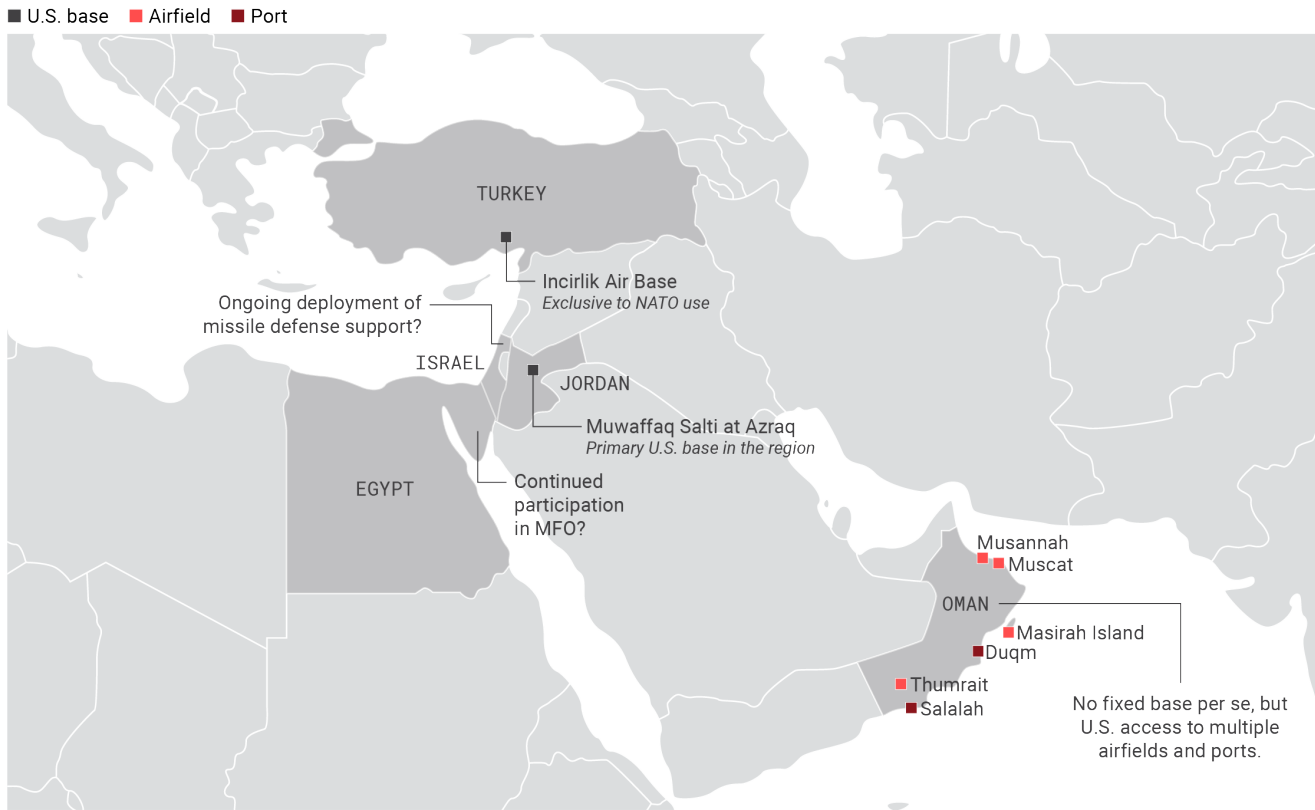 U.S. base Airfield Port
TURKEY
Incirlik Air Base
Exclusive to NATO use
Ongoing deployment of
missile defense support?
ISRAEL
JORDAN
Muwaffaq Salti at Azraq
Primary U.S. base in the region
EGYPT
Continued
participation
in MFO?
Musannah
Muscat
OMAN
Masirah Island
Duqm
Thumrait
Salalah
No fixed base per se, but
U.S. access to multiple
airfields and ports.